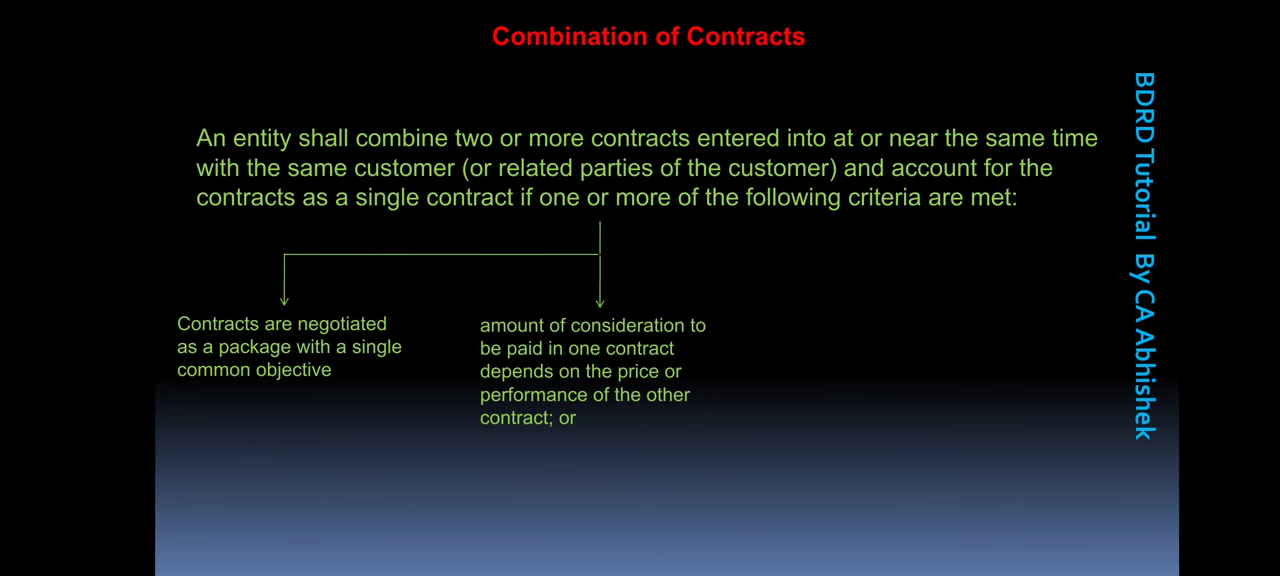 Combination of Contracts
An entity shall combine two or more contracts entered into at or near the same time
with the same customer (or related parties of the customer) and account for the
contracts as a single contract if one or more of the following criteria are met:
Contracts are negotiated
as a package with a single
common objective
amount of consideration to
be paid in one contract
depends on the price or
performance of the other
contract; or
BDRD Tutorial By CA Abhishek